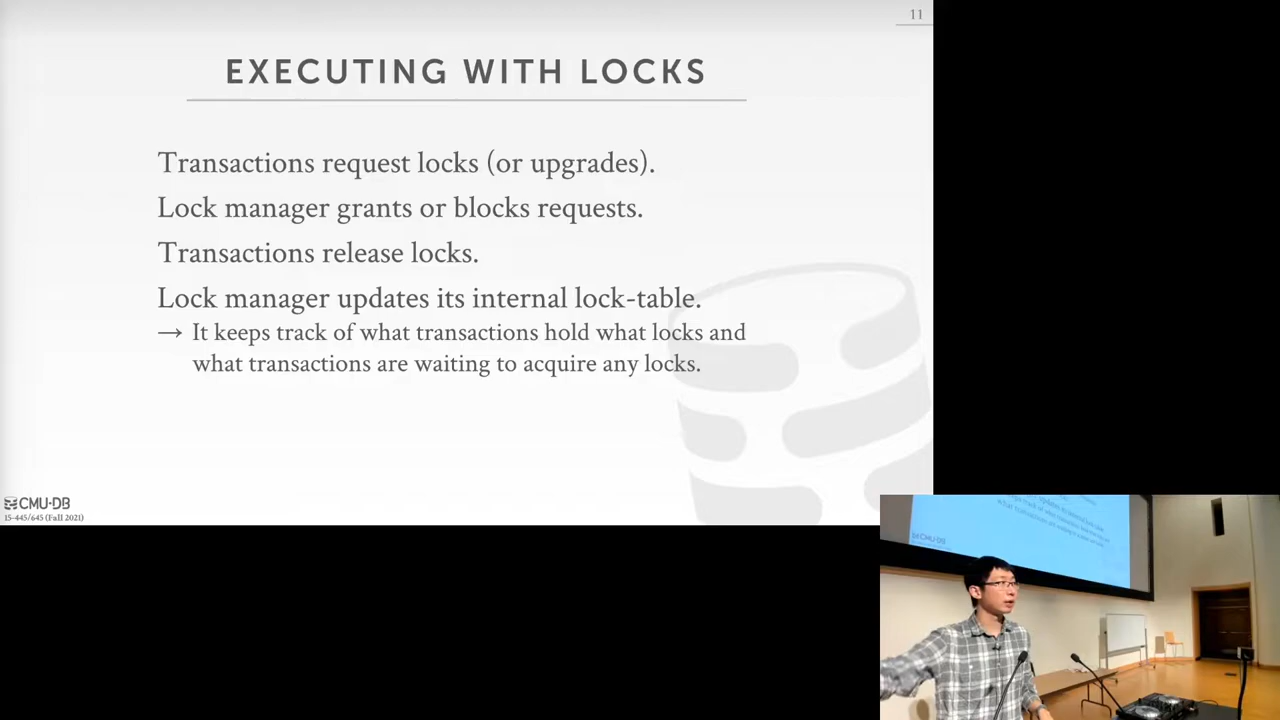 11
EXECUTING WITH LOCKS
Transactions request locks (or upgrades).
Lock manager grants or blocks requests.
Transactions release locks.
Lock manager updates its internal lock-table.
→ It keeps track of what transactions hold what locks and
what transactions are waiting to acquire any locks.
CMU·DB
15-445/645 (Fall 2021)